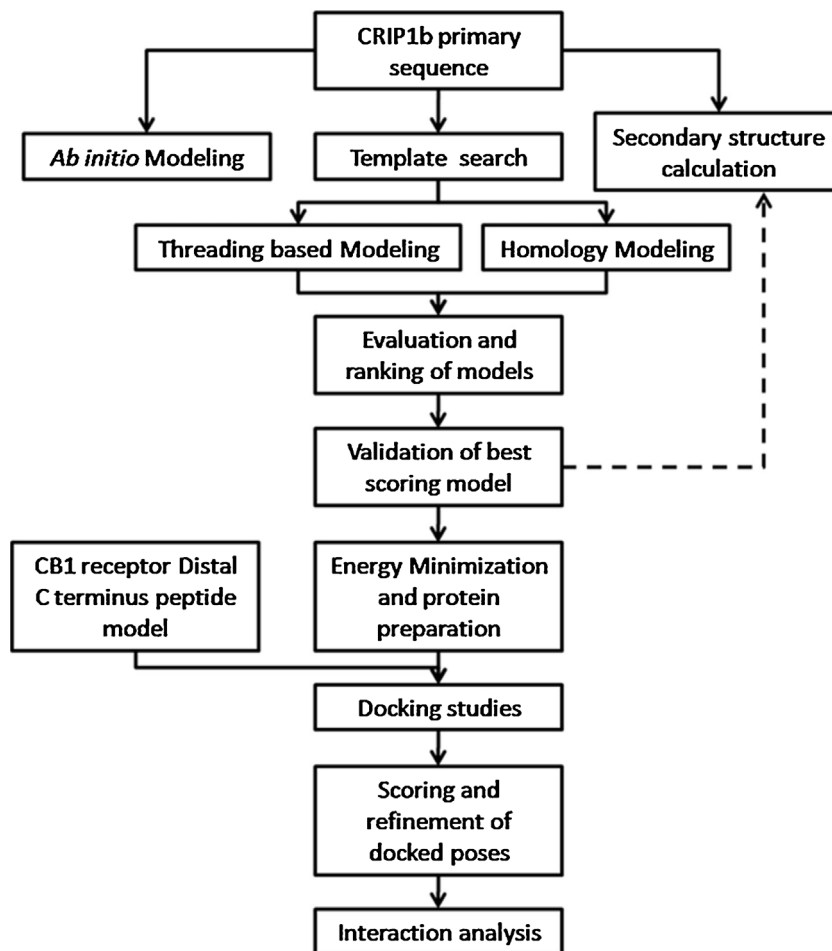 CRIP1b primary
sequence
Ab initio Modeling
Template search
Secondary structure
calculation
Threading based Modeling
Homology Modeling
Evaluation and
ranking of models
Validation of best
scoring model
CB1 receptor Distal
C terminus peptide
model
Energy Minimization
and protein
preparation
Docking studies
Scoring and
refinement of
docked poses
Interaction analysis